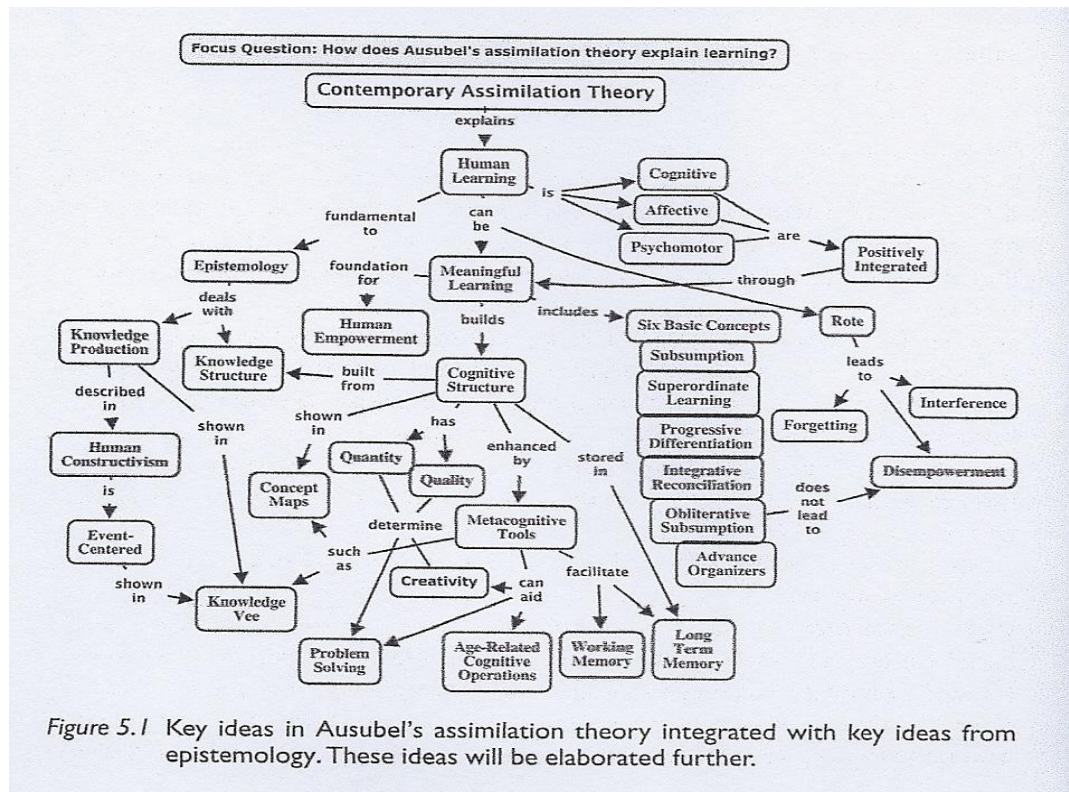 Focus Question: How does Ausubel's assimilation theory explain learning?
Contemporary Assimilation Theory
explains
Human
Learning
is
Cognitive
Affective
Psychomotor
are
Positively
Integrated
through
fundamental
to
can
be
Epistemology
foundation
for
Meaningful
Learning
deals
with
Human
Empowerment
builds
includes
Six Basic Concepts
Rote
Knowledge
Production
Knowledge
Structure
built
from
Cognitive
Structure
Subsumption
Superordinate
Learning
Progressive
Differentiation
Integrative
Reconciliation
Obliterative
Subsumption
Advance
Organizers
leads
to
Interference
Forgetting
Disempowerment
does
not
lead
to
described
in
shown
in
Human
Constructivism
is
Event-
Centered
shown
in
Knowledge
Vee
shown
in
has
Quantity
Quality
enhanced
by
stored
in
Concept
Maps
determine
Metacognitive
Tools
such
as
Creativity
can
aid
facilitate
Problem
Solving
Age-Related
Cognitive
Operations
Working
Memory
Long
Term
Memory
Figure 5.1 Key ideas in Ausubel's assimilation theory integrated with key ideas from
epistemology. These ideas will be elaborated further.